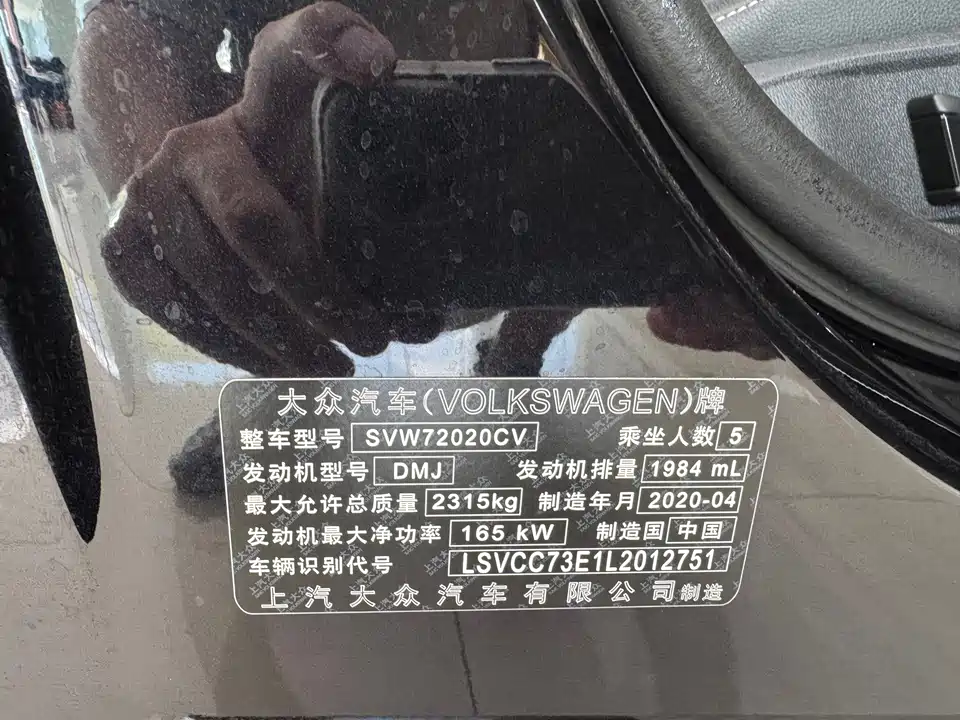 大众汽车(VOLKSWAGEN)牌
整车型号 SVW72020CV 乘坐人数 5
发动机型号 DMJ 发动机排量 1984 mL
最大允许总质量 2315kg 制造年月 2020-04
发动机最大净功率 165 kW 制造国 中国
车辆识别代号 LSVCC73E1L2012751
上汽大众汽车有限公司制造